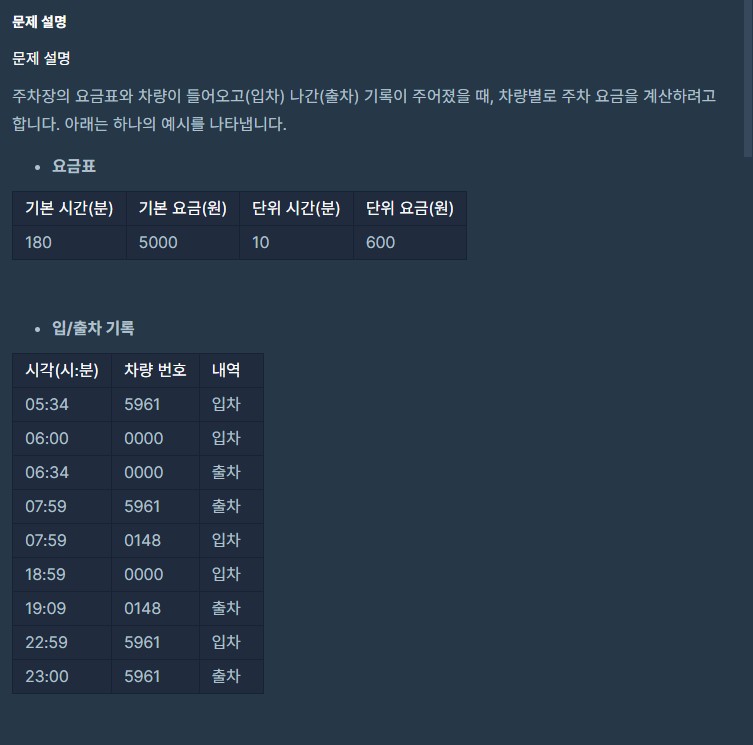 문제 설명
문제 설명
주차장의 요금표와 차량이 들어오고(입차) 나간(출차) 기록이 주어졌을 때, 차량별로 주차 요금을 계산하려고
합니다. 아래는 하나의 예시를 나타냅니다.
• 요금표
기본 시간(분) 기본 요금(원) 단위 시간(분) 단위 요금(원)
180 5000 10 600
• 입/출차 기록
시각(시:분) 차량 번호 내역
05:34 5961 입차
06:00 0000 입차
06:34 0000 출차
07:59 5961 출차
07:59 0148 입차
18:59 0000 입차
19:09 0148 출차
22:59 5961 입차
23:00 5961 출차